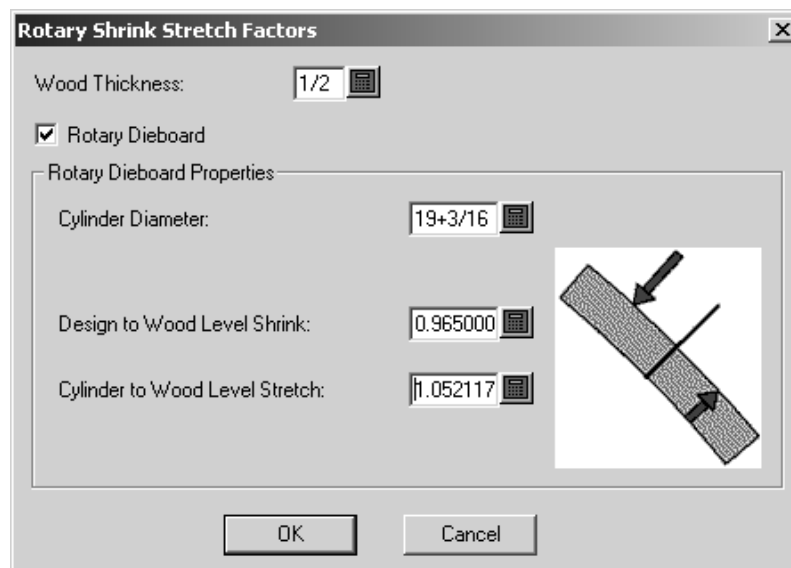 Rotary Shrink Stretch Factors
Wood Thickness: 1/2
Rotary Dieboard
Rotary Dieboard Properties
Cylinder Diameter: 19+3/16
Design to Wood Level Shrink: 0.965000
Cylinder to Wood Level Stretch: 1.052117
OK Cancel